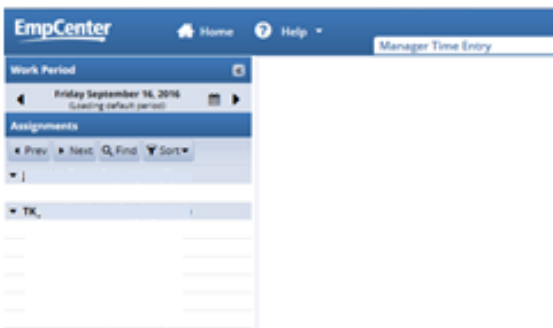 EmpCenter Home Help
Manager Time Entry
Work Period
Friday September 16, 2016
(Loading default period)
Assignments
Prev Next Find Sort
TK_